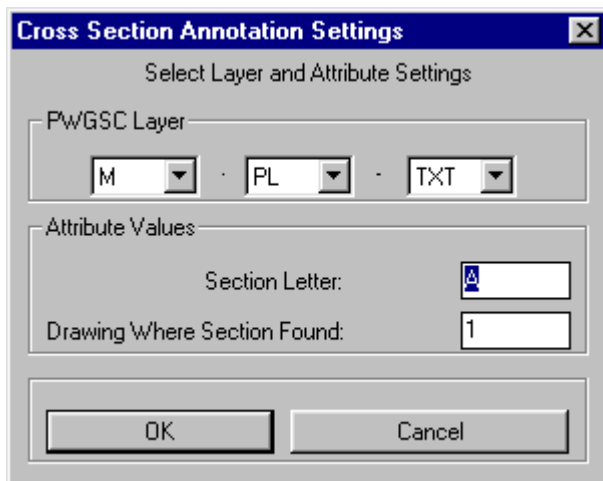 Cross Section Annotation Settings
Select Layer and Attribute Settings
PWGSC Layer
M - PL - TXT
Attribute Values
Section Letter: A
Drawing Where Section Found: 1
OK Cancel